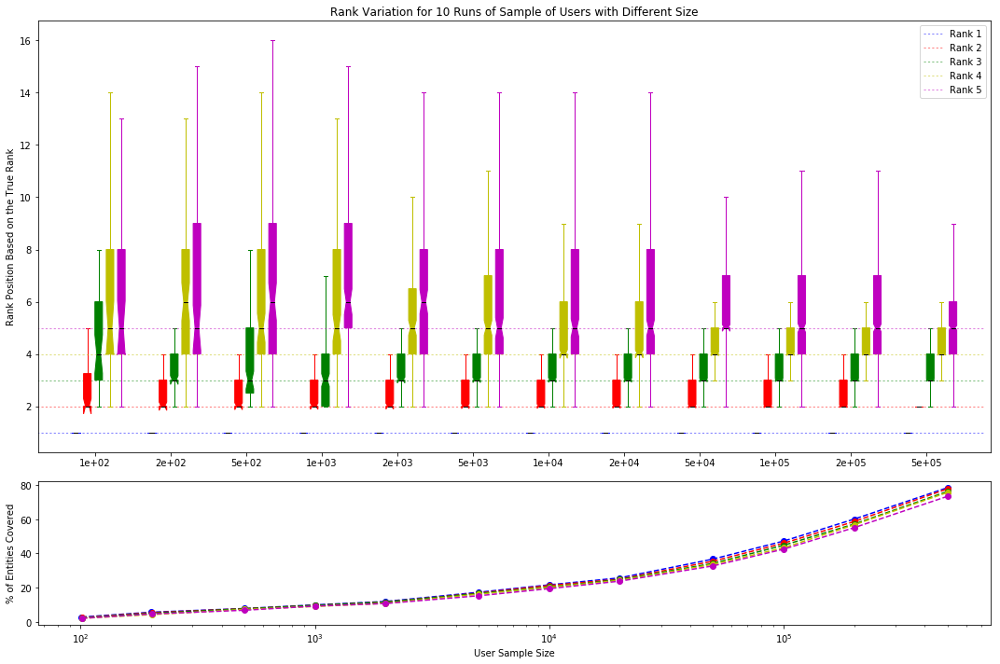 Rank Variation for 10 Runs of Sample of Users with Different Size
Rank Position Based on the True Rank
16
14
12
10
8
6
4
2
Rank 1
Rank 2
Rank 3
Rank 4
Rank 5
1e+02 2e+02 5e+02 1e+03 2e+03 5e+03 1e+04 2e+04 5e+04 1e+05 2e+05 5e+05
% of Entities Covered
80
60
40
20
0
10² 10³ 10⁴ 10⁵
User Sample Size